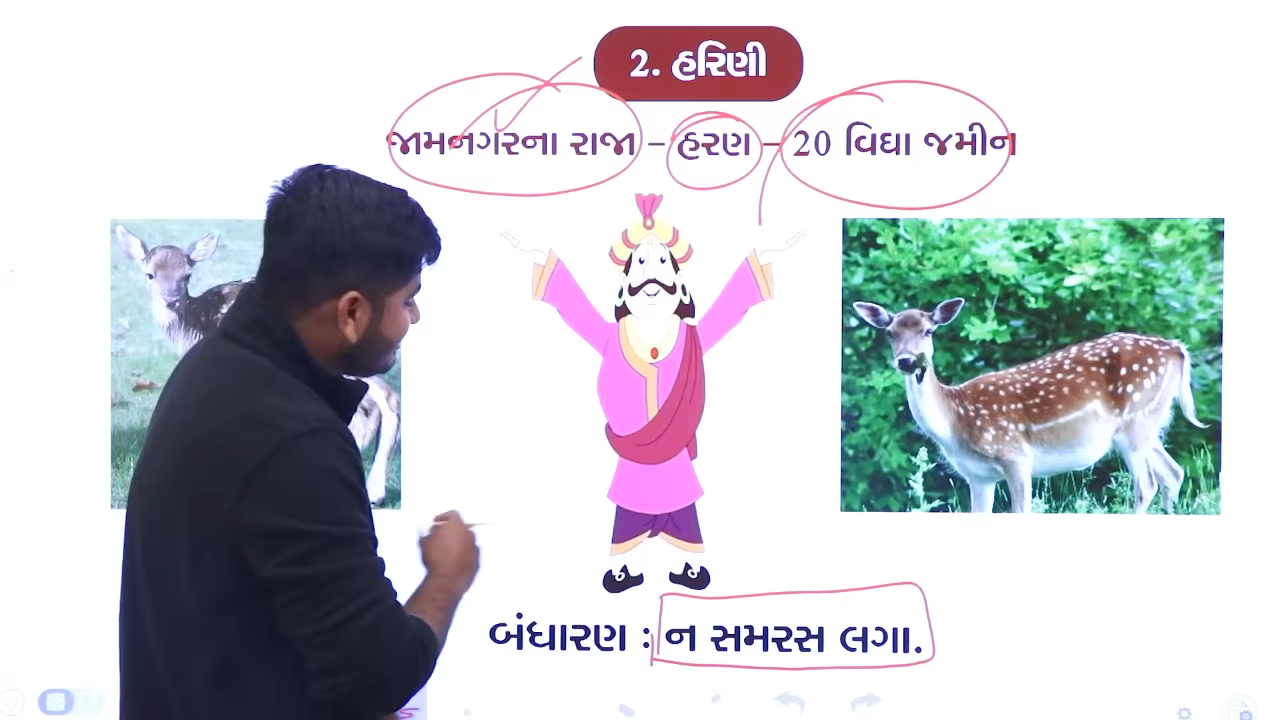 2. હરિણી
જામનગરના રાજા – હરણ – 20 વિઘા જમીન
બંધારણ : ન સમરસ લગા.